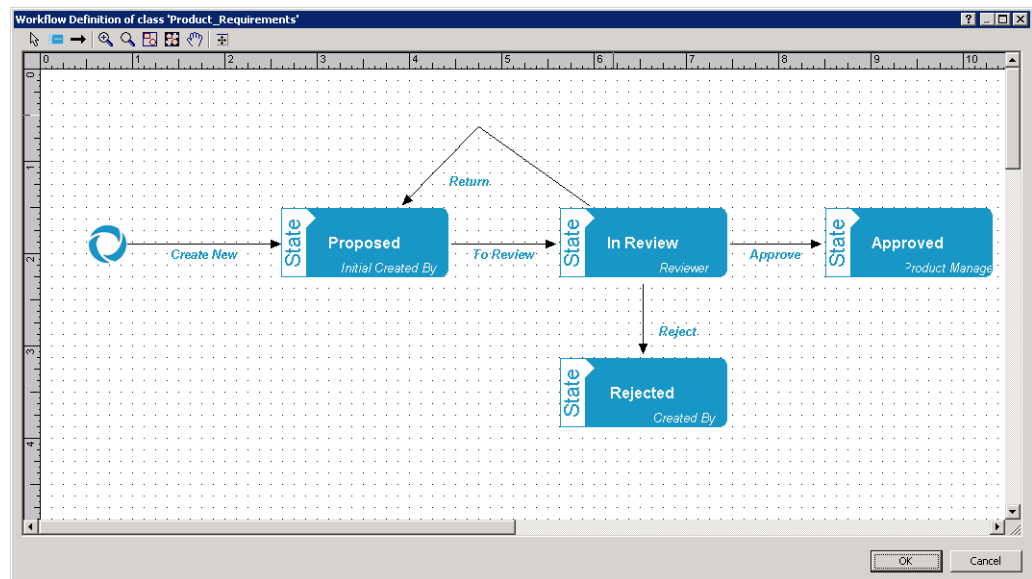 Workflow Definition of class 'Product_Requirements'
0 1 2 3 4 5 6 7 8 9 10
0
Return
1
State
Proposed
Initial Created By
State
In Review
Reviewer
State
Approved
Product Manage
Create New
To Review
Approve
2
Reject
3
State
Rejected
Created By
4
OK
Cancel